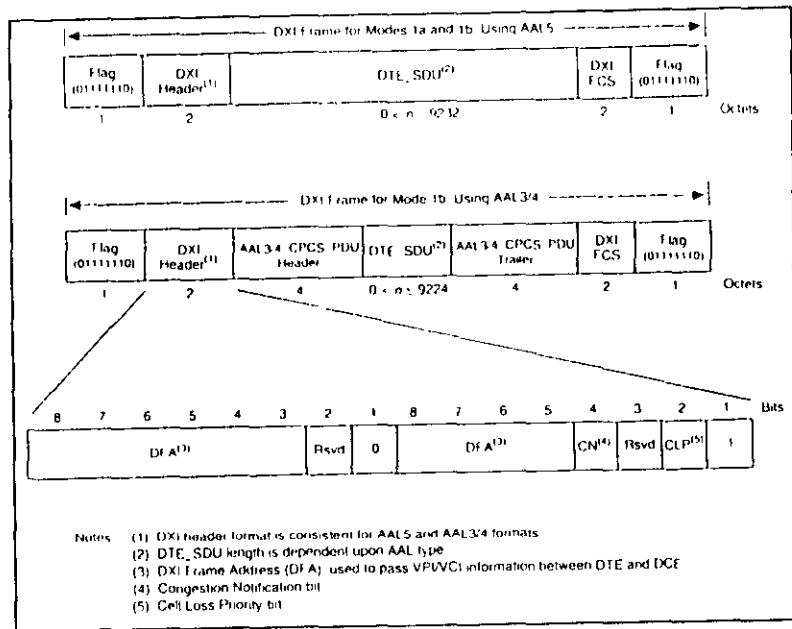 DXI Frame for Modes 1a and 1b Using AAL5
Flag (01111110) DXI Header(1) DTE_SDU(2) DXI FCS Flag (01111110)
1 2 0 < n 9232 2 1 Octets
DXI Frame for Mode 1b Using AAL3/4
Flag (01111110) DXI Header(1) AAL3/4 CPCS PDU Header DTE_SDU(2) AAL3/4 CPCS PDU Trailer DXI FCS Flag (01111110)
1 2 4 0 < n ≤ 9224 4 2 1 Octets
8 7 6 5 4 3 2 1 8 7 6 5 4 3 2 1 Bits
DFA(3) Rsvd 0 DFA(3) CN(4) Rsvd CLP(5) 1
Notes (1) DXI header format is consistent for AAL5 and AAL3/4 formats
(2) DTE_SDU length is dependent upon AAL type
(3) DXI Frame Address (DFA) used to pass VPI/VCI information between DTE and DCE
(4) Congestion Notification bit
(5) Cell Loss Priority bit